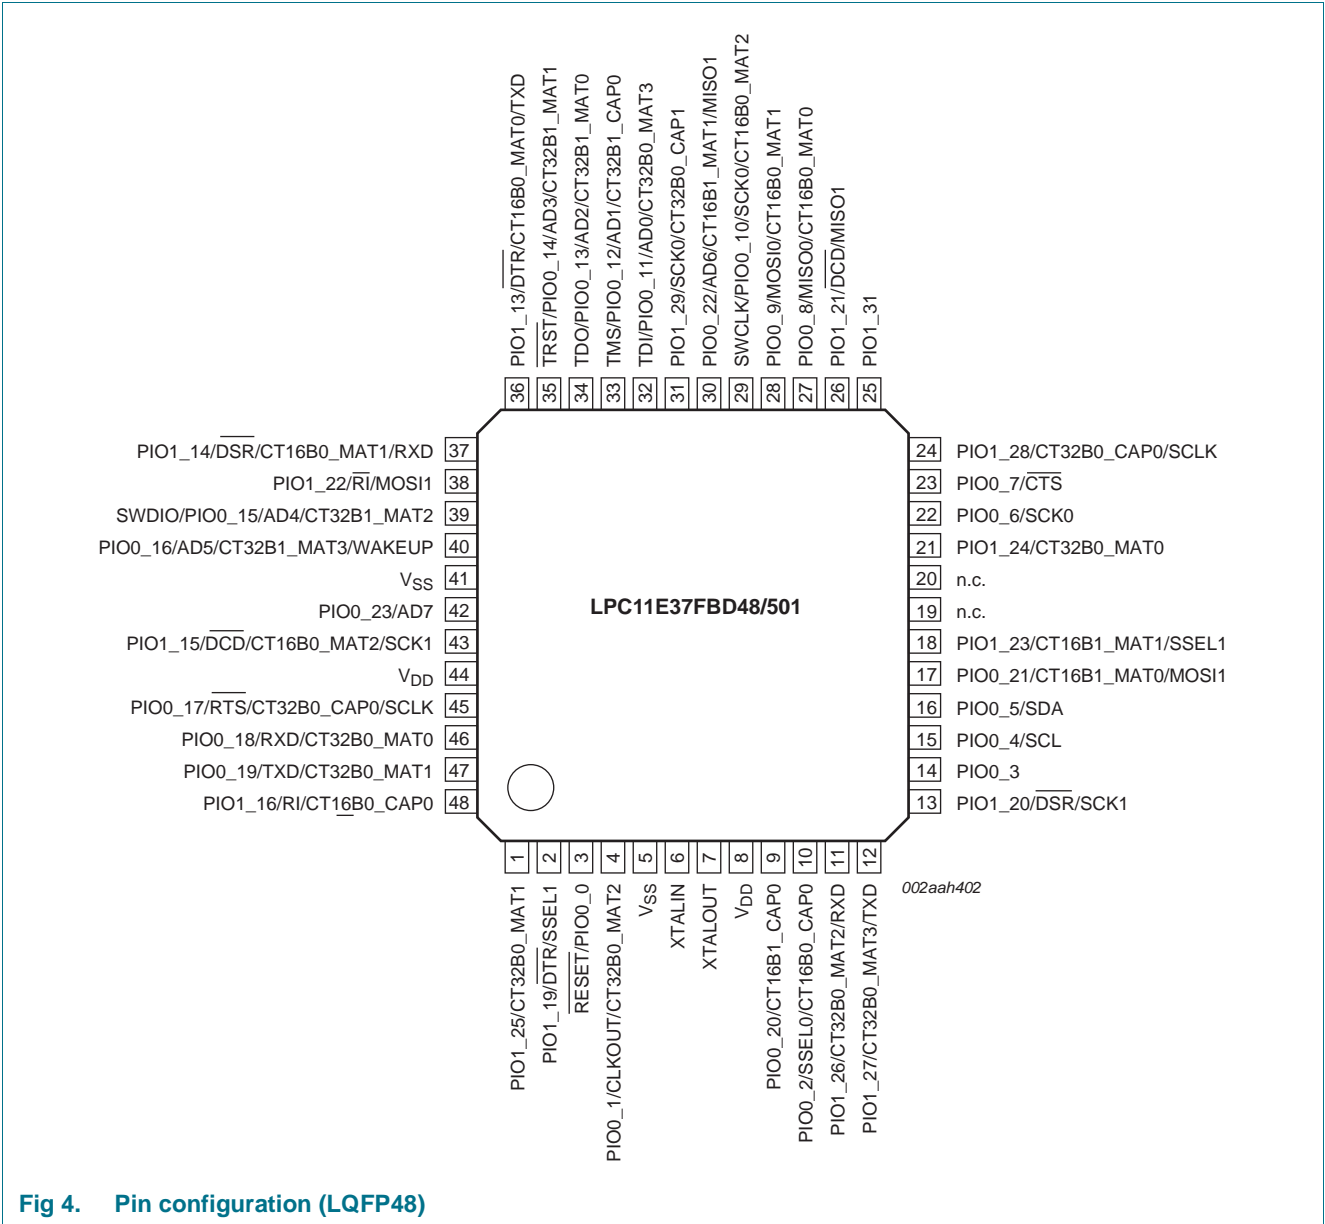 PIO1_13/DTR/CT16B0_MAT0/TXD
TRST/PIO0_14/AD3/CT32B1_MAT1
TDO/PIO0_13/AD2/CT32B1_MAT0
TMS/PIO0_12/AD1/CT32B1_CAP0
TDI/PIO0_11/AD0/CT32B0_MAT3
PIO1_29/SCK0/CT32B0_CAP1
PIO0_22/AD6/CT16B1_MAT1/MISO1
SWCLK/PIO0_10/SCK0/CT16B0_MAT2
PIO0_9/MOSI0/CT16B0_MAT1
PIO0_8/MISO0/CT16B0_MAT0
PIO1_21/DCD/MISO1
PIO1_31
36 35 34 33 32 31 30 29 28 27 26 25
PIO1_14/DSR/CT16B0_MAT1/RXD 37
PIO1_22/RI/MOSI1 38
SWDIO/PIO0_15/AD4/CT32B1_MAT2 39
PIO0_16/AD5/CT32B1_MAT3/WAKEUP 40
VSS 41
PIO0_23/AD7 42
PIO1_15/DCD/CT16B0_MAT2/SCK1 43
VDD 44
PIO0_17/RTS/CT32B0_CAP0/SCLK 45
PIO0_18/RXD/CT32B0_MAT0 46
PIO0_19/TXD/CT32B0_MAT1 47
PIO1_16/RI/CT16B0_CAP0 48
LPC11E37FBD48/501
24 PIO1_28/CT32B0_CAP0/SCLK
23 PIO0_7/CTS
22 PIO0_6/SCK0
21 PIO1_24/CT32B0_MAT0
20 n.c.
19 n.c.
18 PIO1_23/CT16B1_MAT1/SSEL1
17 PIO0_21/CT16B1_MAT0/MOSI1
16 PIO0_5/SDA
15 PIO0_4/SCL
14 PIO0_3
13 PIO1_20/DSR/SCK1
1 2 3 4 5 6 7 8 9 10 11 12
PIO1_25/CT32B0_MAT1
PIO1_19/DTR/SSEL1
RESET/PIO0_0
PIO0_1/CLKOUT/CT32B0_MAT2
VSS
XTALIN
XTALOUT
VDD
PIO0_20/CT16B1_CAP0
PIO0_2/SSEL0/CT16B0_CAP0
PIO1_26/CT32B0_MAT2/RXD
PIO1_27/CT32B0_MAT3/TXD
002aah402
Fig 4. Pin configuration (LQFP48)